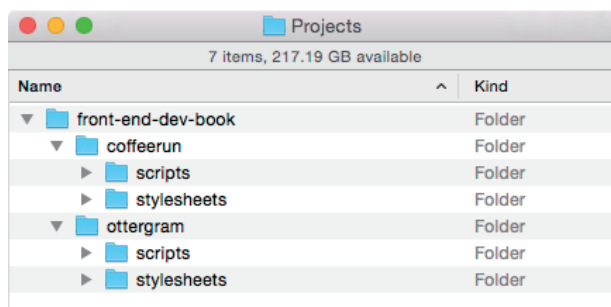 Projects
7 items, 217.19 GB available
Name Kind
front-end-dev-book Folder
coffeerun Folder
scripts Folder
stylesheets Folder
ottergram Folder
scripts Folder
stylesheets Folder